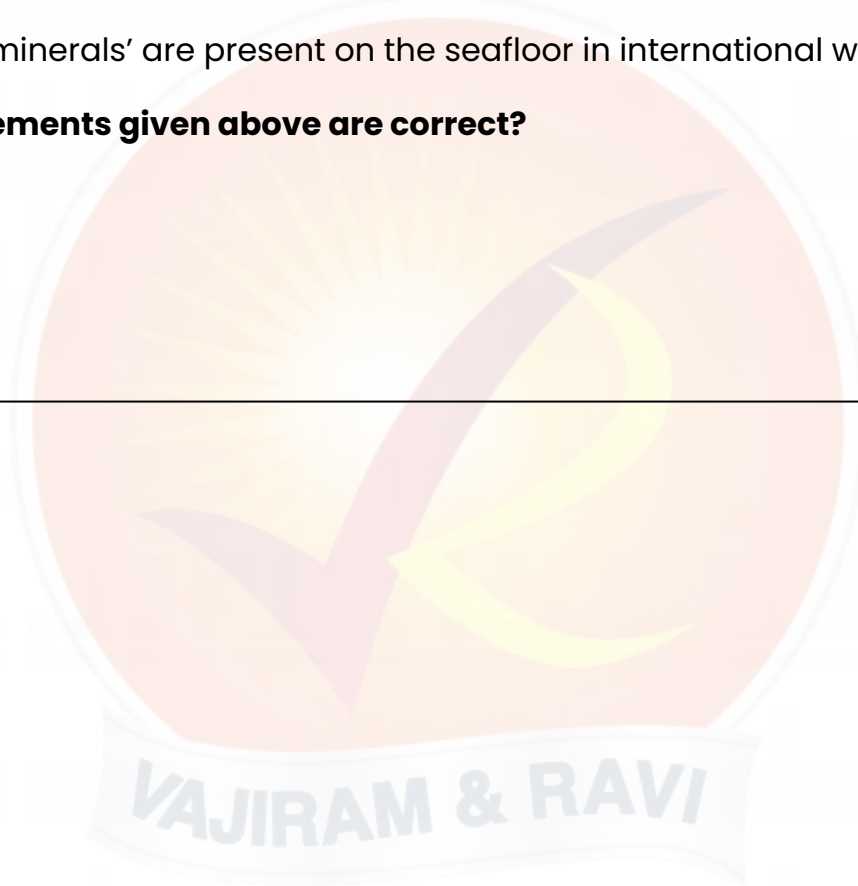 minerals’ are present on the seafloor in international w
ements given above are correct?
VAJIRAM & RAVI